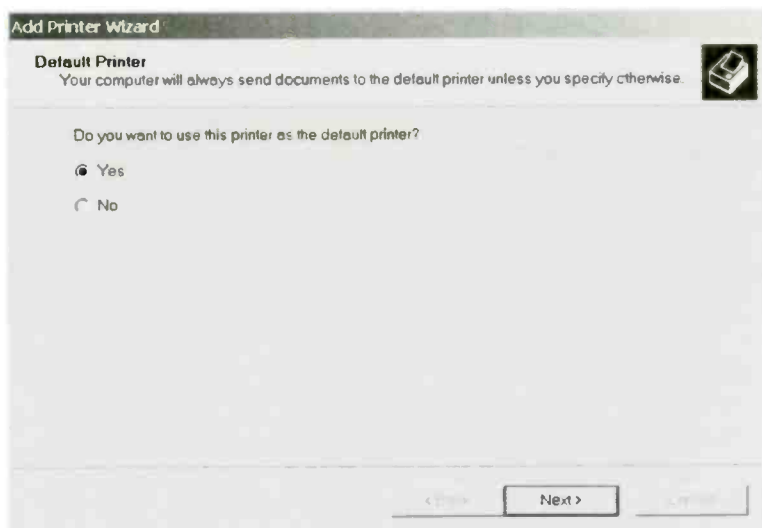 Add Printer Wizard
Default Printer
Your computer will always send documents to the default printer unless you specify otherwise.
Do you want to use this printer as the default printer?
Yes
No
Next >